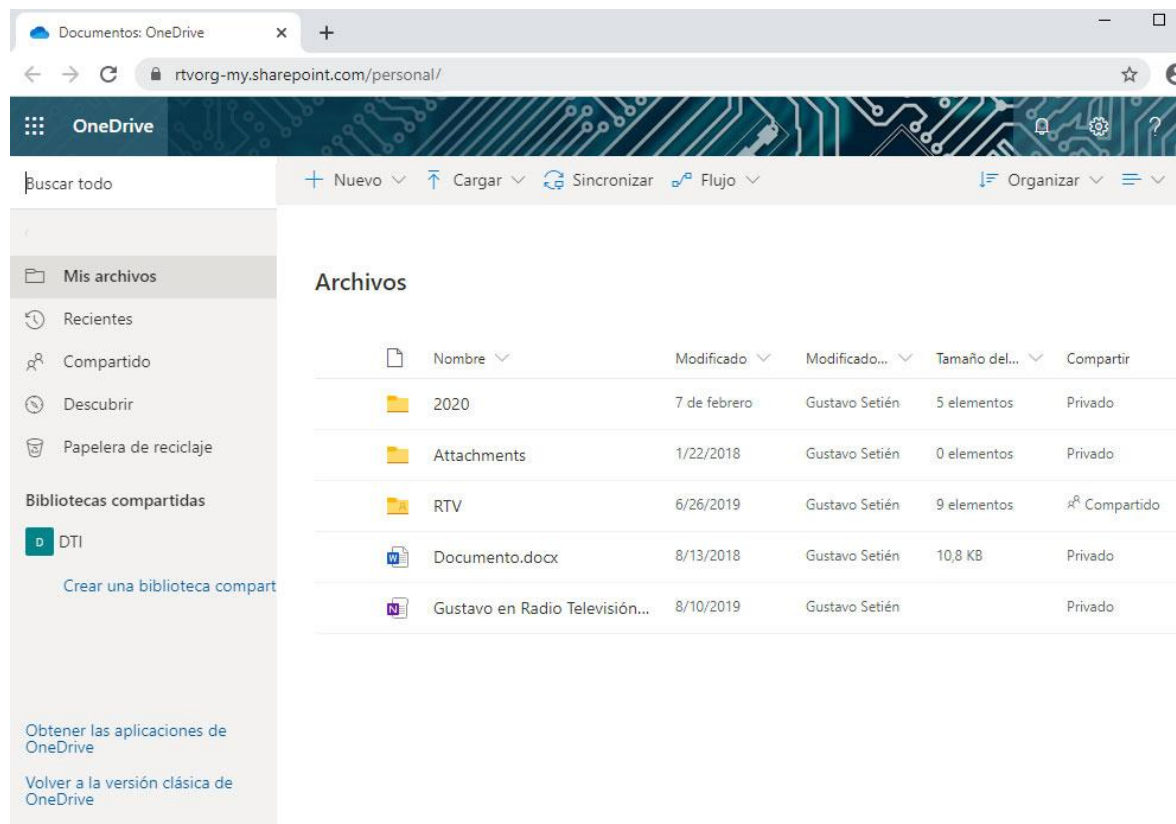 Documentos: OneDrive
rtvorg-my.sharepoint.com/personal/
OneDrive
?
Buscar todo
Nuevo Cargar Sincronizar Flujo Organizar
Mis archivos
Recientes
Compartido
Descubrir
Papelera de reciclaje
Bibliotecas compartidas
D DTI
Crear una biblioteca compart
Obtener las aplicaciones de
OneDrive
Volver a la versión clásica de
OneDrive
Archivos
Nombre Modificado Modificado... Tamaño del... Compartir
2020 7 de febrero Gustavo Setién 5 elementos Privado
Attachments 1/22/2018 Gustavo Setién 0 elementos Privado
RTV 6/26/2019 Gustavo Setién 9 elementos Compartido
Documento.docx 8/13/2018 Gustavo Setién 10,8 KB Privado
Gustavo en Radio Televisión... 8/10/2019 Gustavo Setién Privado